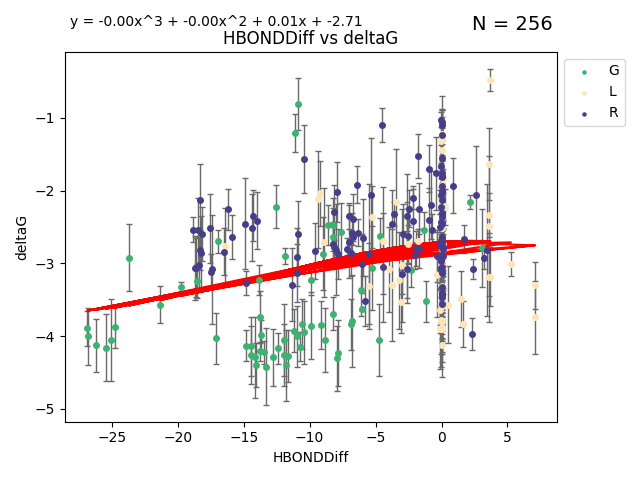 y = -0.00x^3 + -0.00x^2 + 0.01x + -2.71
N = 256
HBONDDiff vs deltaG
G
L
R
deltaG
−1
−2
−3
−4
−5
−25
−20
−15
−10
−5
0
5
HBONDDiff